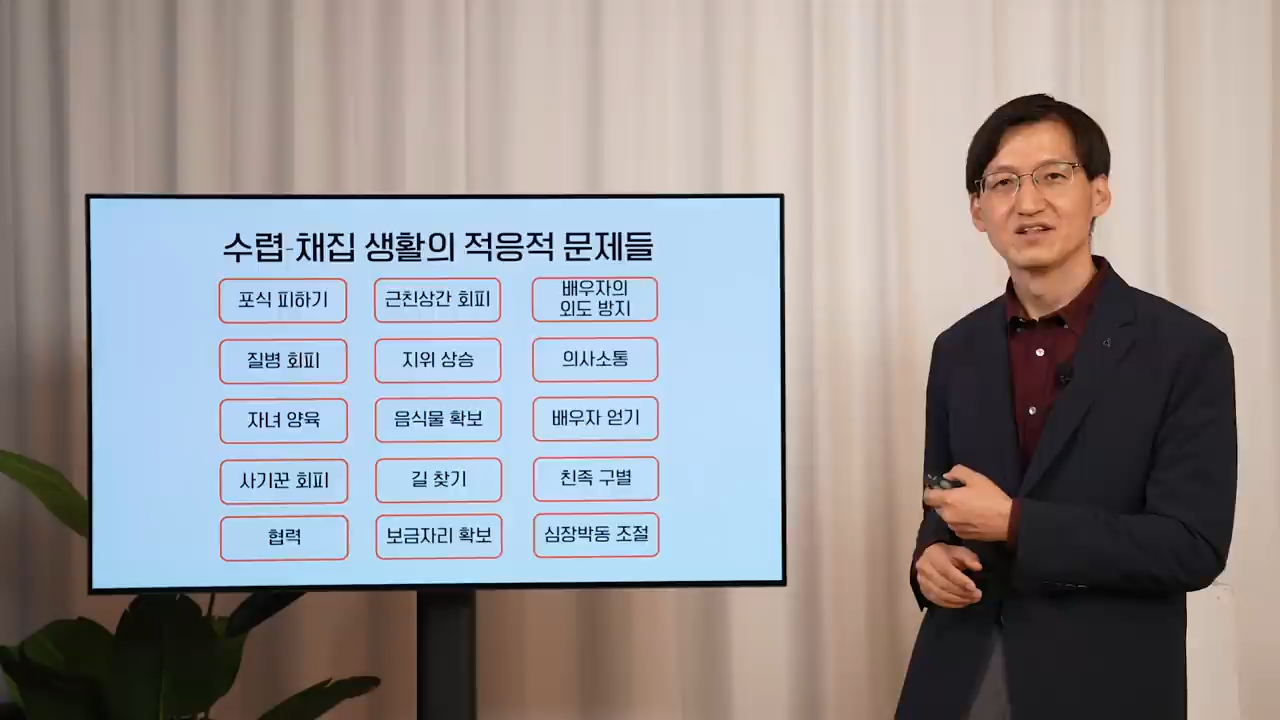 수렵-채집 생활의 적응적 문제들
포식 피하기
근친상간 회피
배우자의
외도 방지
질병 회피
지위 상승
의사소통
자녀 양육
음식물 확보
배우자 얻기
사기꾼 회피
길 찾기
친족 구별
협력
보금자리 확보
심장박동 조절